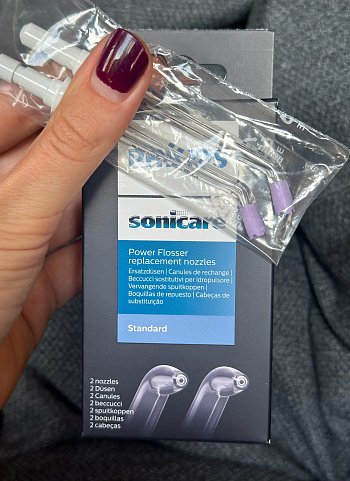 sonicare
Power Flosser
replacement nozzles
Ersatzdüsen | Canules de rechange |
Beccucci sostitutivi per idropulsore |
Vervangende spuitkoppen |
Boquillas de repuesto | Cabeças de
substituição
Standard
2 nozzles
2 Düsen
2 Canules
2 beccucci
2 spuitkoppen
2 boquillas
2 cabeças